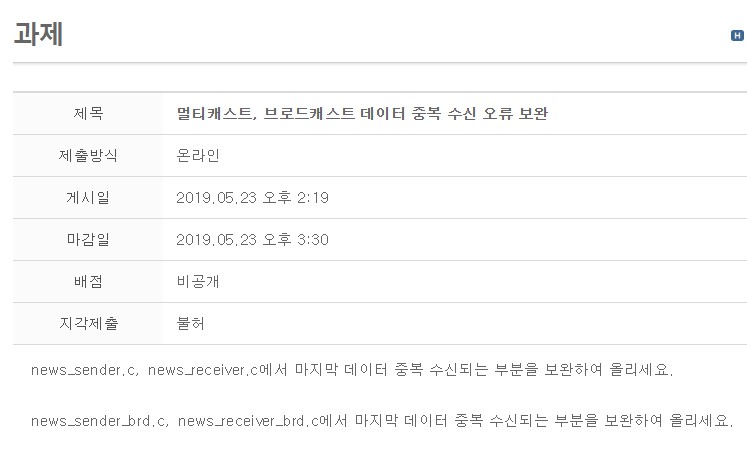 과제
H
제목 멀티캐스트, 브로드캐스트 데이터 중복 수신 오류 보완
제출방식 온라인
게시일 2019.05.23 오후 2:19
마감일 2019.05.23 오후 3:30
배점 비공개
지각제출 불허
news_sender.c, news_receiver.c에서 마지막 데이터 중복 수신되는 부분을 보완하여 올리세요.
news_sender_brd.c, news_receiver_brd.c에서 마지막 데이터 중복 수신되는 부분을 보완하여 올리세요.